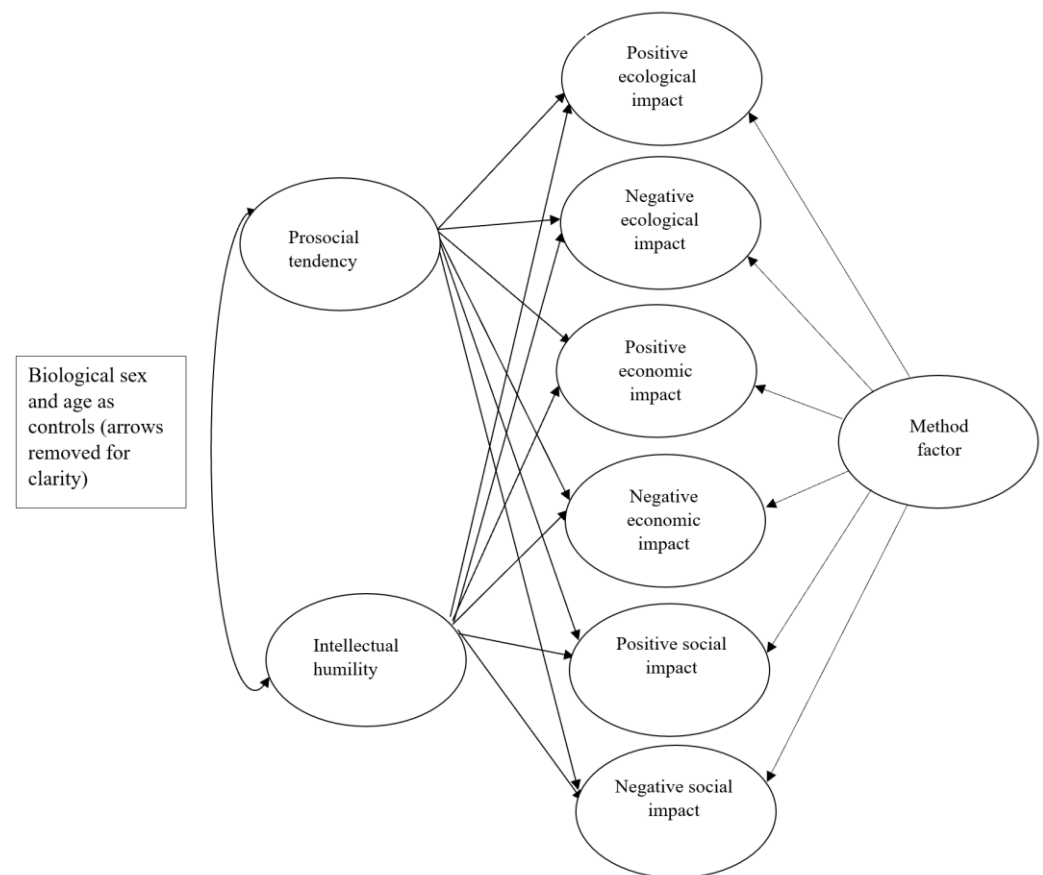 Positive
ecological
impact
Negative
ecological
impact
Prosocial
tendency
Positive
economic
impact
Biological sex
and age as
controls (arrows
removed for
clarity)
Method
factor
Negative
economic
impact
Intellectual
humility
Positive social
impact
Negative social
impact